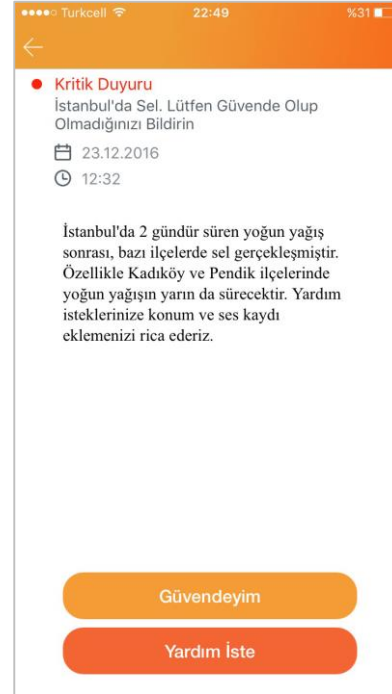 Turkcell 22:49 %31
Kritik Duyuru
İstanbul'da Sel. Lütfen Güvende Olup
Olmadığınızı Bildirin
23.12.2016
12:32
İstanbul'da 2 gündür süren yoğun yağış
sonrası, bazı ilçelerde sel gerçekleşmiştir.
Özellikle Kadıköy ve Pendik ilçelerinde
yoğun yağışın yarın da sürecektir. Yardım
isteklerinize konum ve ses kaydı
eklemenizi rica ederiz.
Güvendeyim
Yardım İste